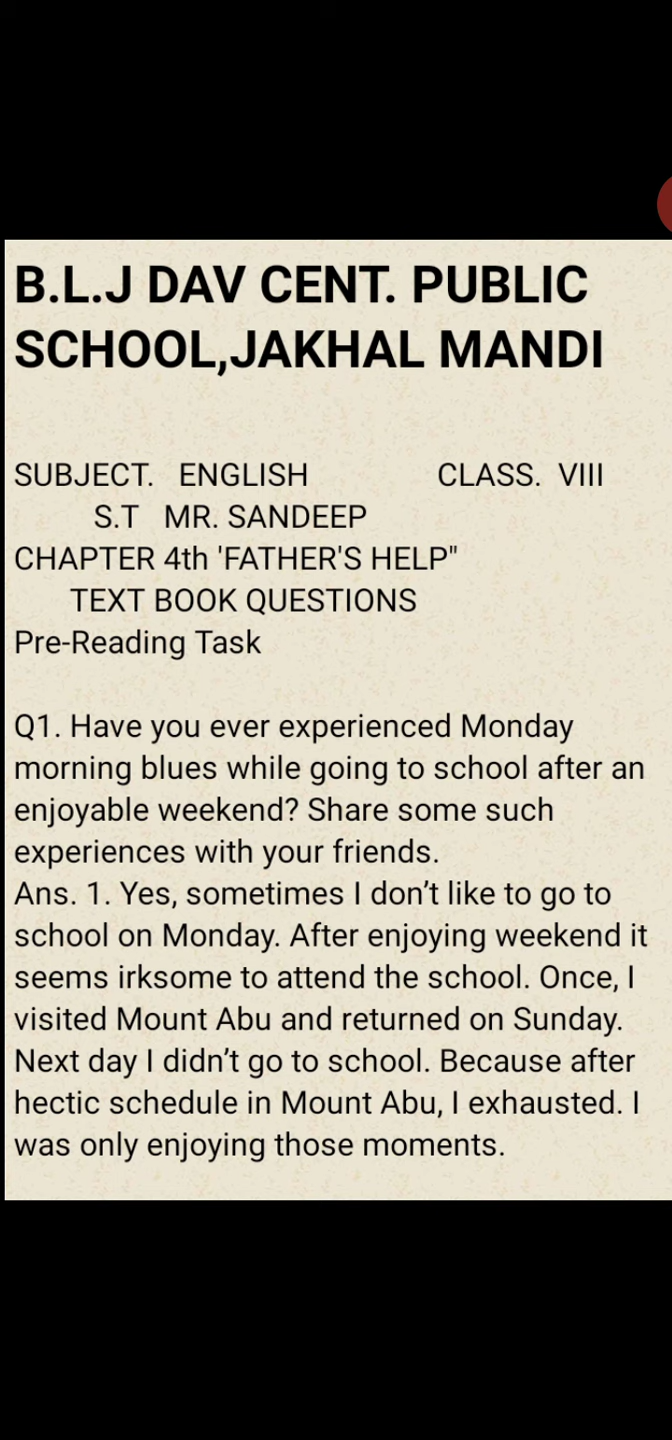 B.L.J DAV CENT. PUBLIC
SCHOOL,JAKHAL MANDI
SUBJECT. ENGLISH CLASS. VIII
S.T MR. SANDEEP
CHAPTER 4th 'FATHER'S HELP"
TEXT BOOK QUESTIONS
Pre-Reading Task
Q1. Have you ever experienced Monday
morning blues while going to school after an
enjoyable weekend? Share some such
experiences with your friends.
Ans. 1. Yes, sometimes I don’t like to go to
school on Monday. After enjoying weekend it
seems irksome to attend the school. Once, I
visited Mount Abu and returned on Sunday.
Next day I didn’t go to school. Because after
hectic schedule in Mount Abu, I exhausted. I
was only enjoying those moments.